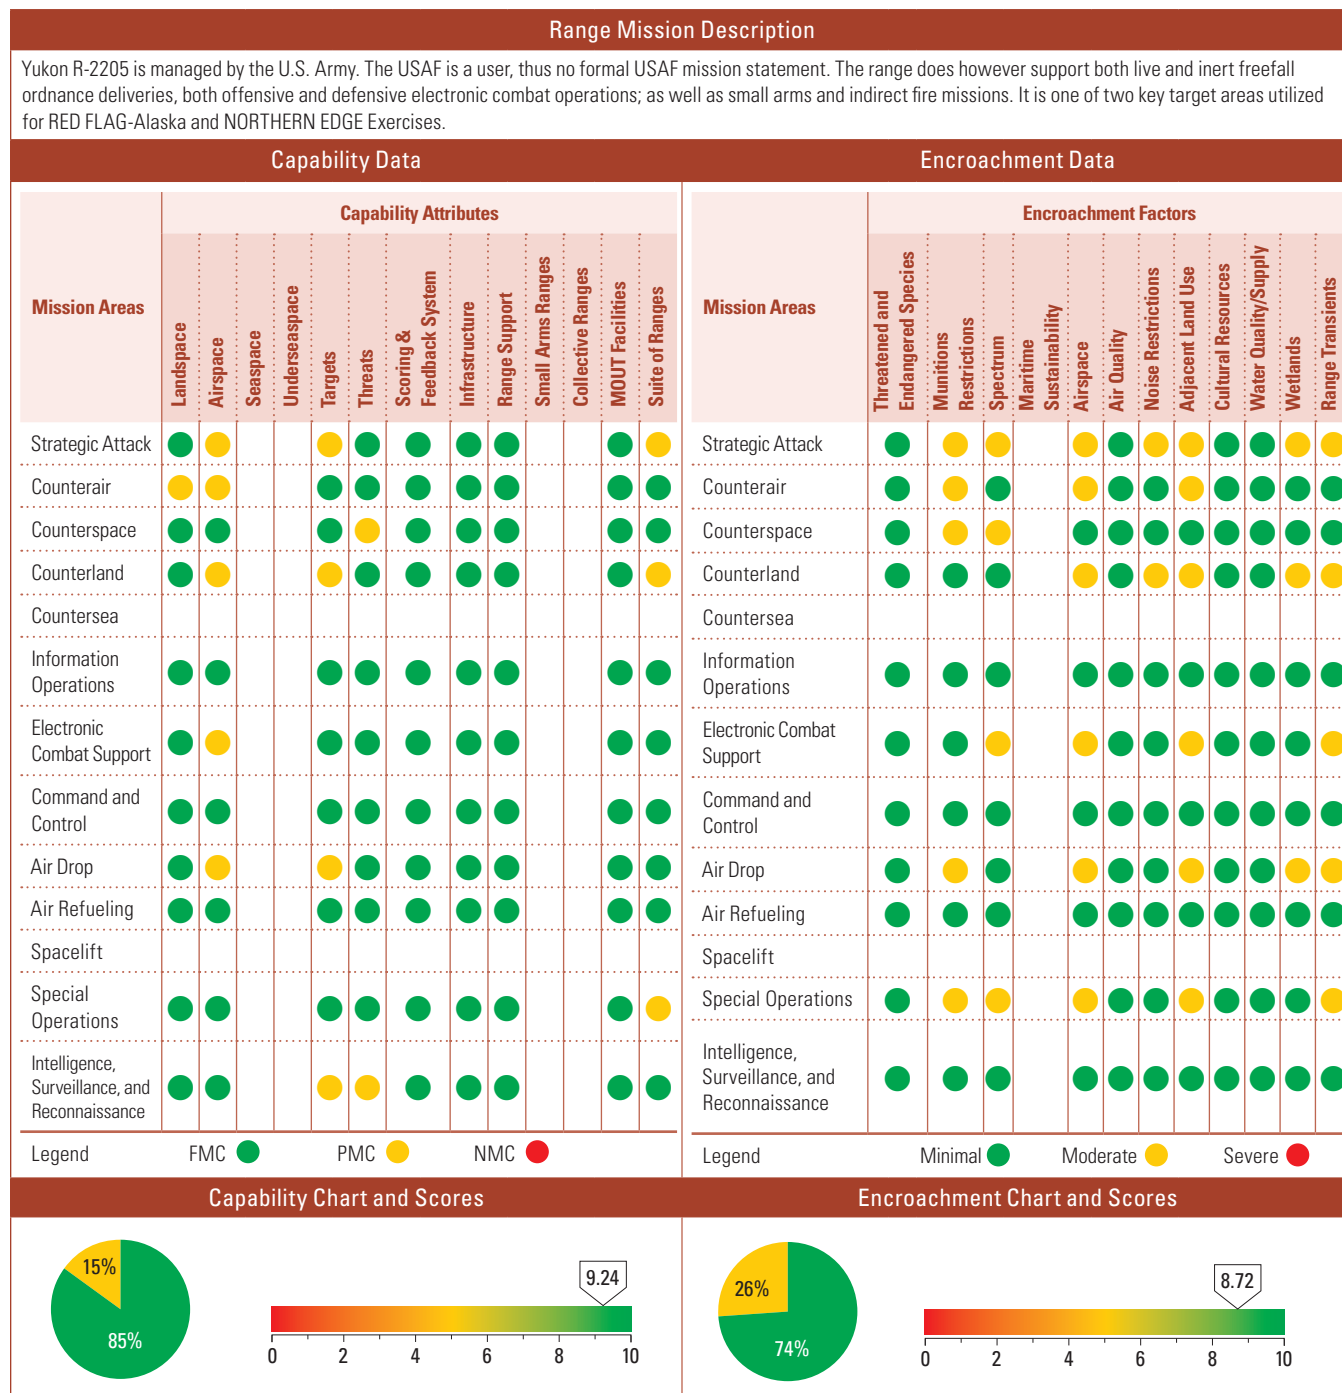 Range Mission Description
Yukon R-2205 is managed by the U.S. Army. The USAF is a user, thus no formal USAF mission statement. The range does however support both live and inert freefall
ordnance deliveries, both offensive and defensive electronic combat operations; as well as small arms and indirect fire missions. It is one of two key target areas utilized
for RED FLAG-Alaska and NORTHERN EDGE Exercises.
Capability Data
Mission Areas
Capability Attributes
Landspace
Airspace
Seaspace
Underseaspace
Targets
Threats
Scoring &
Feedback System
Infrastructure
Range Support
Small Arms Ranges
Collective Ranges
MOUT Facilities
Suite of Ranges
Strategic Attack
Counterair
Counterspace
Counterland
Countersea
Information
Operations
Electronic
Combat Support
Command and
Control
Air Drop
Air Refueling
Spacelift
Special
Operations
Intelligence,
Surveillance, and
Reconnaissance
Legend FMC PMC NMC
Encroachment Data
Mission Areas
Encroachment Factors
Threatened and
Endangered Species
Munitions
Restrictions
Spectrum
Maritime
Sustainability
Airspace
Air Quality
Noise Restrictions
Adjacent Land Use
Cultural Resources
Water Quality/Supply
Wetlands
Range Transients
Strategic Attack
Counterair
Counterspace
Counterland
Countersea
Information
Operations
Electronic Combat
Support
Command and
Control
Air Drop
Air Refueling
Spacelift
Special Operations
Intelligence,
Surveillance, and
Reconnaissance
Legend Minimal Moderate Severe
Capability Chart and Scores
15%
85%
9.24
0 2 4 6 8 10
Encroachment Chart and Scores
26%
74%
8.72
0 2 4 6 8 10